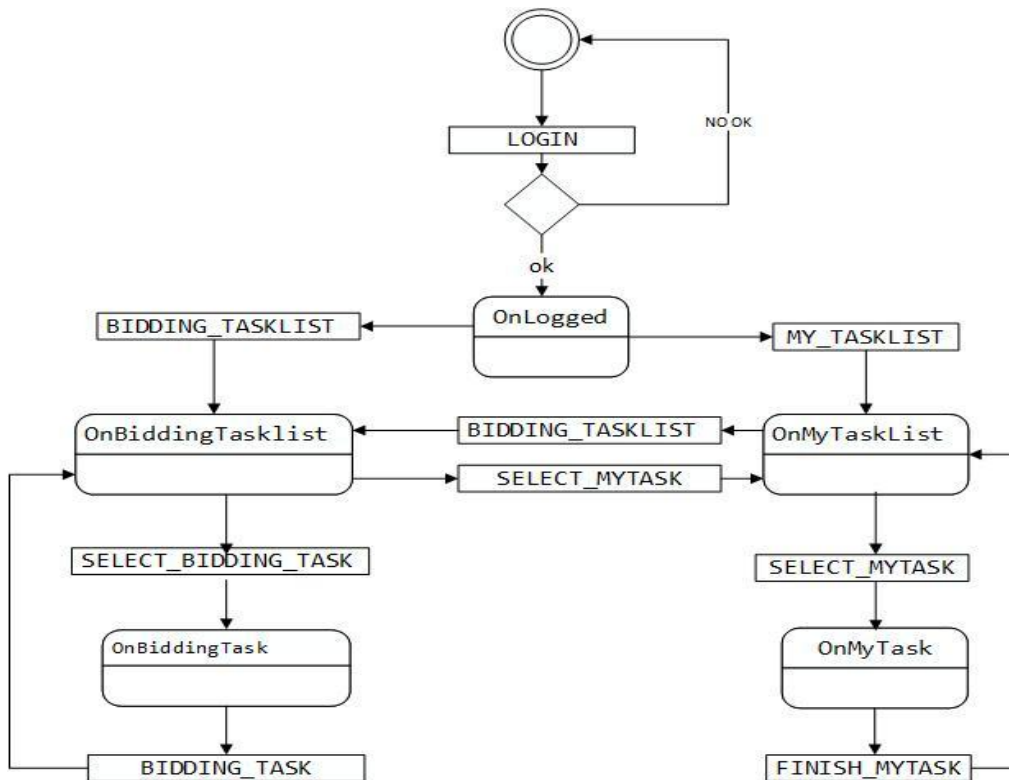 NO OK
LOGIN
ok
OnLogged
BIDDING_TASKLIST
MY_TASKLIST
OnBiddingTasklist
BIDDING_TASKLIST
OnMyTaskList
SELECT_MYTASK
SELECT_BIDDING_TASK
SELECT_MYTASK
OnBiddingTask
OnMyTask
BIDDING_TASK
FINISH_MYTASK